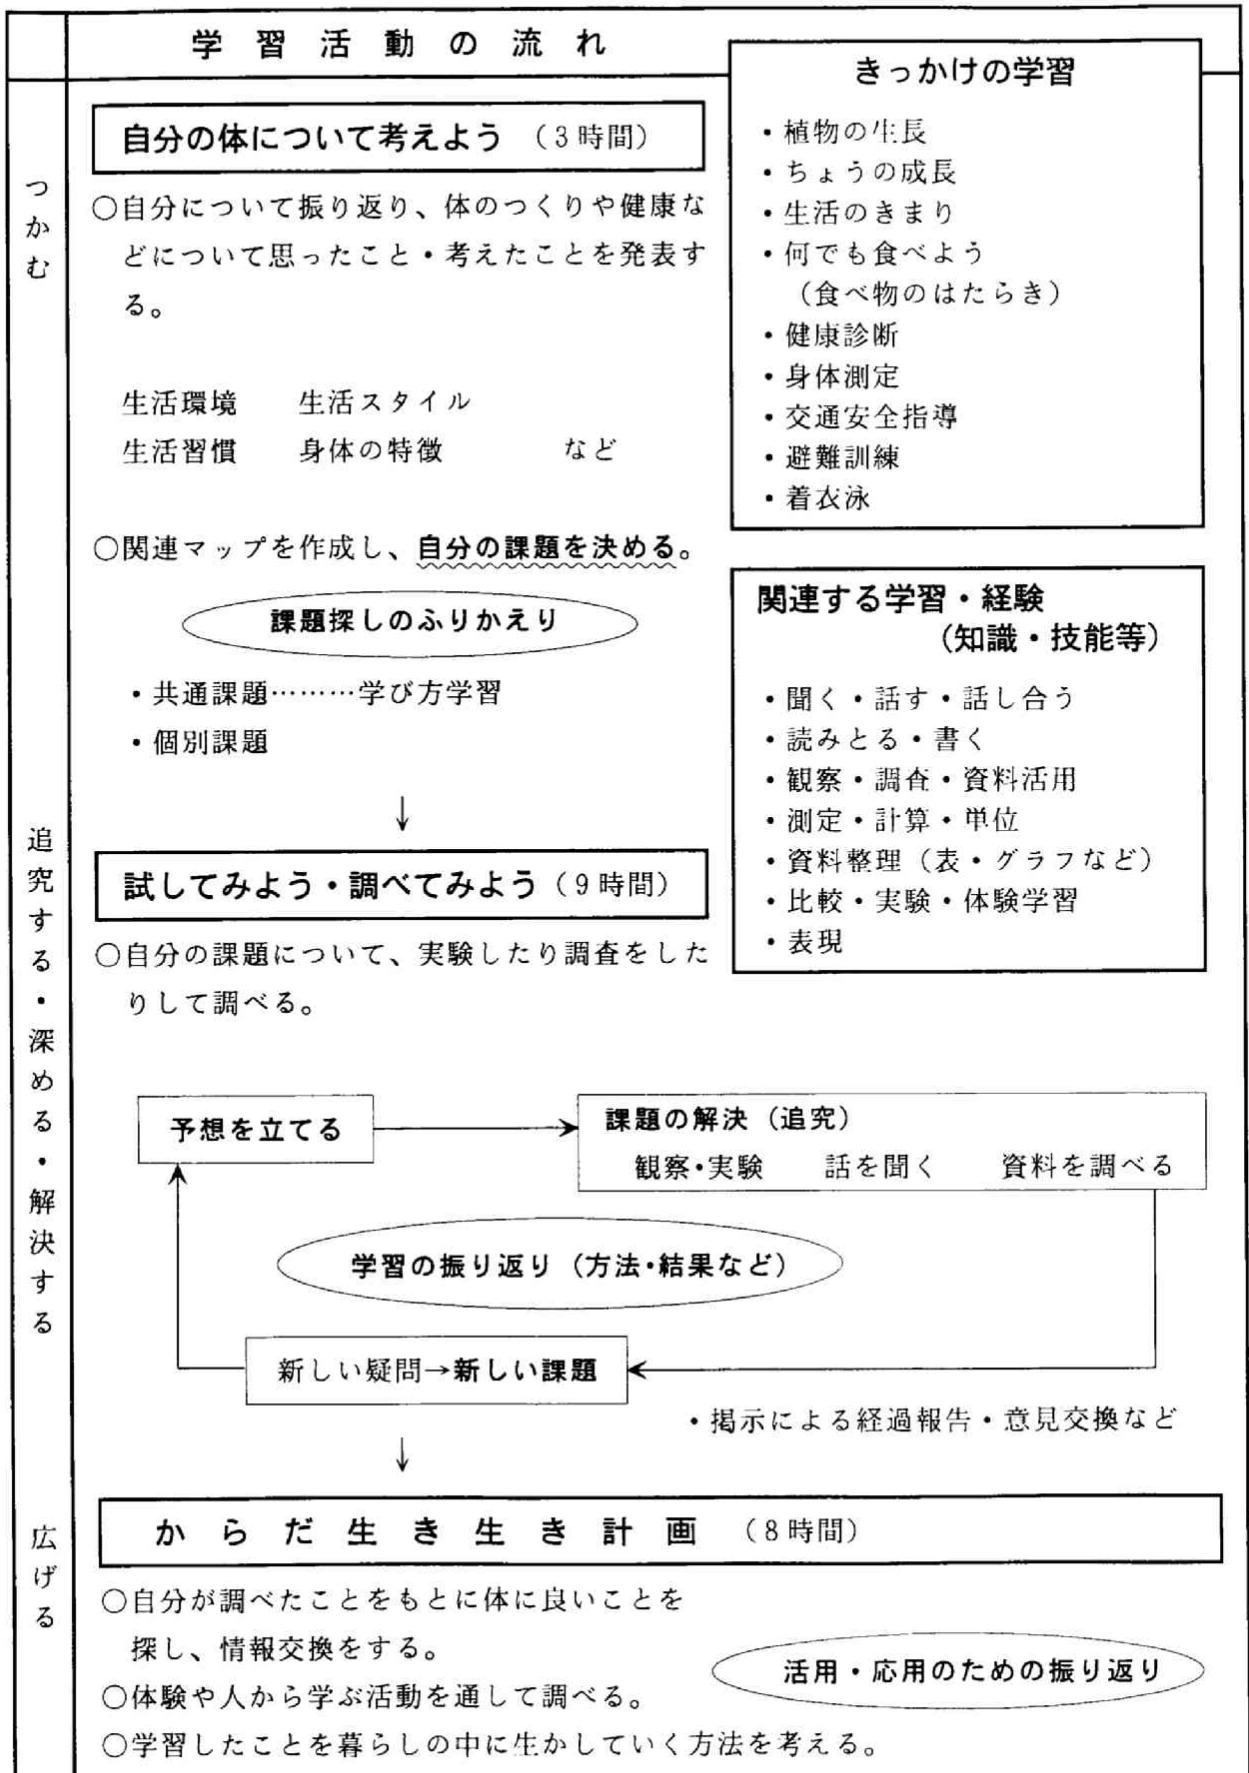 学習活動の流れ
つかむ
自分の体について考えよう （3時間）
○自分について振り返り、体のつくりや健康な
どについて思ったこと・考えたことを発表す
る。
生活環境　生活スタイル
生活習慣　身体の特徴　　など
○関連マップを作成し、自分の課題を決める。
課題探しのふりかえり
・共通課題………学び方学習
・個別課題
↓
きっかけの学習
・植物の生長
・ちょうの成長
・生活のきまり
・何でも食べよう
（食べ物のはたらき）
・健康診断
・身体測定
・交通安全指導
・避難訓練
・着衣泳
関連する学習・経験
（知識・技能等）
・聞く・話す・話し合う
・読みとる・書く
・観察・調査・資料活用
・測定・計算・単位
・資料整理（表・グラフなど）
・比較・実験・体験学習
・表現
追究する・深める・解決する
試してみよう・調べてみよう（9時間）
○自分の課題について、実験したり調査をした
りして調べる。
予想を立てる
課題の解決（追究）
観察・実験　話を聞く　資料を調べる
学習の振り返り（方法・結果など）
新しい疑問→新しい課題
・掲示による経過報告・意見交換など
↓
広げる
からだ生き生き計画 （8時間）
○自分が調べたことをもとに体に良いことを
探し、情報交換をする。
○体験や人から学ぶ活動を通して調べる。
○学習したことを暮らしの中に生かしていく方法を考える。
活用・応用のための振り返り